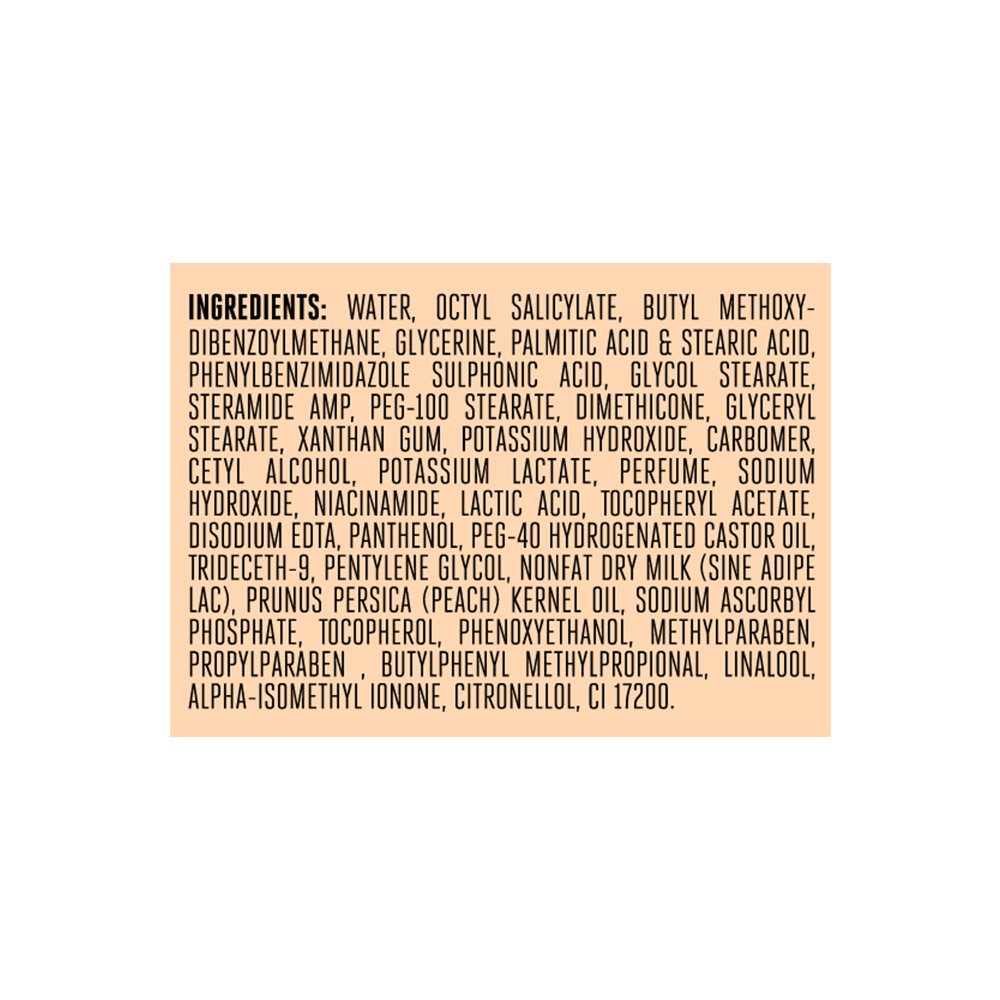 INGREDIENTS: WATER, OCTYL SALICYLATE, BUTYL METHOXY-
DIBENZOYLMETHANE, GLYCERINE, PALMITIC ACID & STEARIC ACID,
PHENYLBENZIMIDAZOLE SULPHONIC ACID, GLYCOL STEARATE,
STERAMIDE AMP, PEG-100 STEARATE, DIMETHICONE, GLYCERYL
STEARATE, XANTHAN GUM, POTASSIUM HYDROXIDE, CARBOMER,
CETYL ALCOHOL, POTASSIUM LACTATE, PERFUME, SODIUM
HYDROXIDE, NIACINAMIDE, LACTIC ACID, TOCOPHERYL ACETATE,
DISODIUM EDTA, PANTHENOL, PEG-40 HYDROGENATED CASTOR OIL,
TRIDECETH-9, PENTYLENE GLYCOL, NONFAT DRY MILK (SINE ADIPE
LAC), PRUNUS PERSICA (PEACH) KERNEL OIL, SODIUM ASCORBYL
PHOSPHATE, TOCOPHEROL, PHENOXYETHANOL, METHYLPARABEN,
PROPYLPARABEN , BUTYLPHENYL METHYLPROPIONAL, LINALOOL,
ALPHA-ISOMETHYL IONONE, CITRONELLOL, CI 17200.